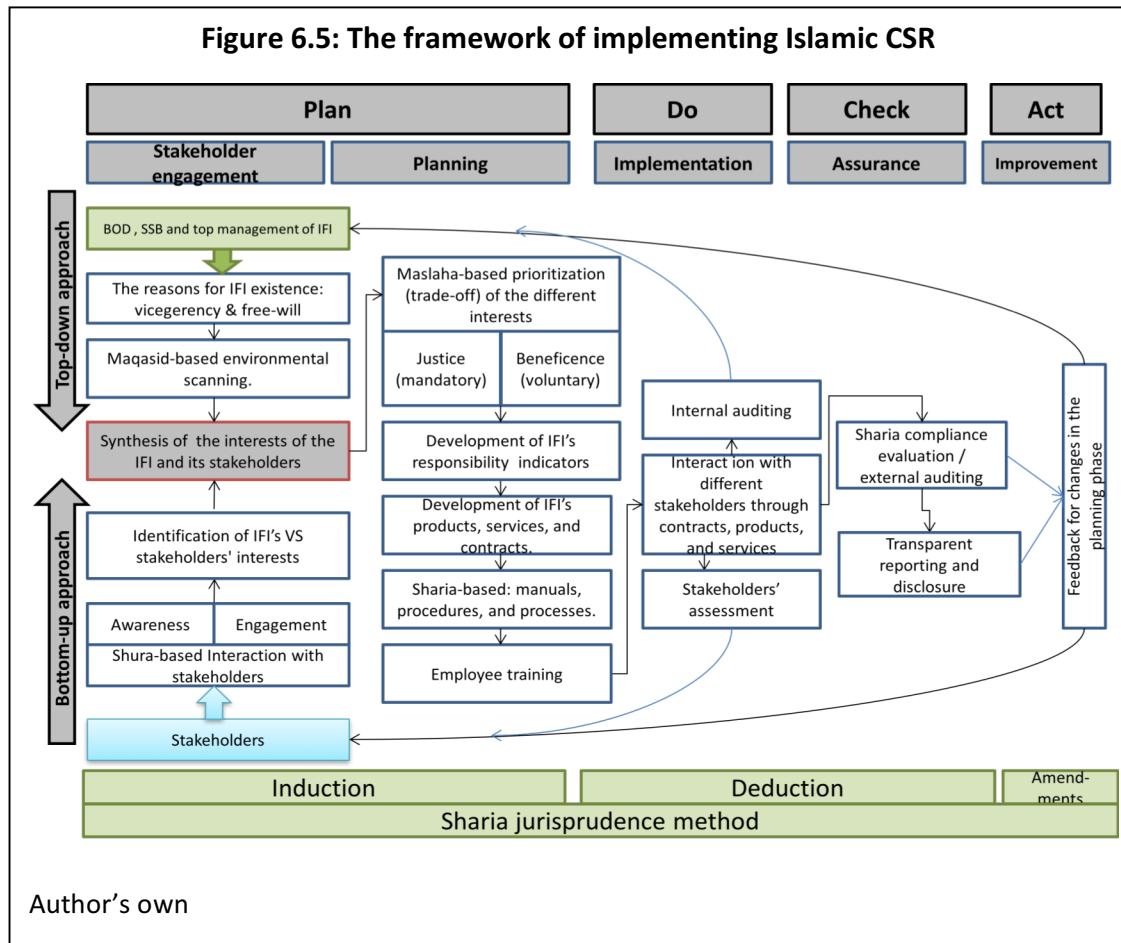 Figure 6.5: The framework of implementing Islamic CSR
Plan
Do
Check
Act
Stakeholder
engagement
Planning
Implementation
Assurance
Improvement
Top-down approach
Bottom-up approach
BOD , SSB and top management of IFI
The reasons for IFI existence:
vicegerency & free-will
Maqasid-based environmental
scanning.
Synthesis of the interests of the
IFI and its stakeholders
Identification of IFI's VS
stakeholders' interests
Awareness
Engagement
Shura-based Interaction with
stakeholders
Stakeholders
Maslaha-based prioritization
(trade-off) of the different
interests
Justice
(mandatory)
Beneficence
(voluntary)
Development of IFI's
responsibility indicators
Development of IFI's
products, services, and
contracts.
Sharia-based: manuals,
procedures, and processes.
Employee training
Internal auditing
Interact ion with
different
stakeholders through
contracts, products,
and services
Stakeholders'
assessment
Sharia compliance
evaluation /
external auditing
Transparent
reporting and
disclosure
Feedback for changes in the
planning phase
Induction
Deduction
Amend-
ments
Sharia jurisprudence method
Author's own